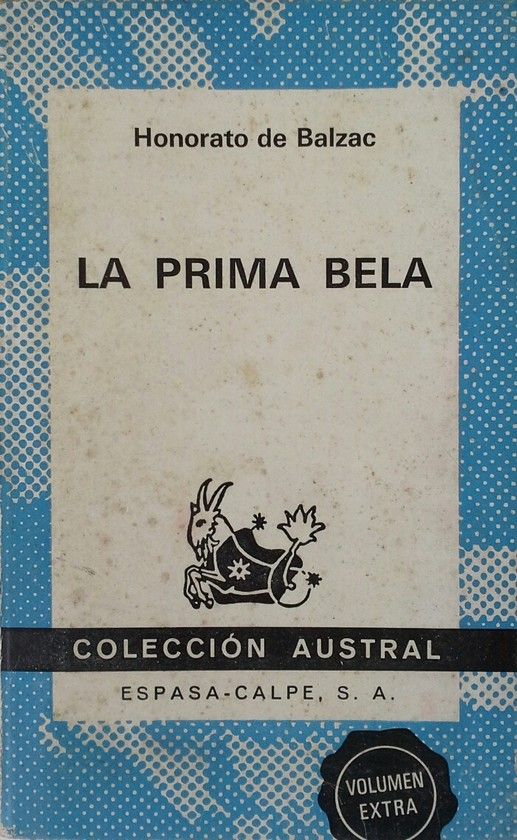 Honorato de Balzac
LA PRIMA BELA
COLECCIÓN AUSTRAL
ESPASA-CALPE, S. A.
VOLUMEN
EXTRA